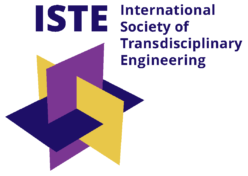 ISTE
International
Society of
Transdisciplinary
Engineering